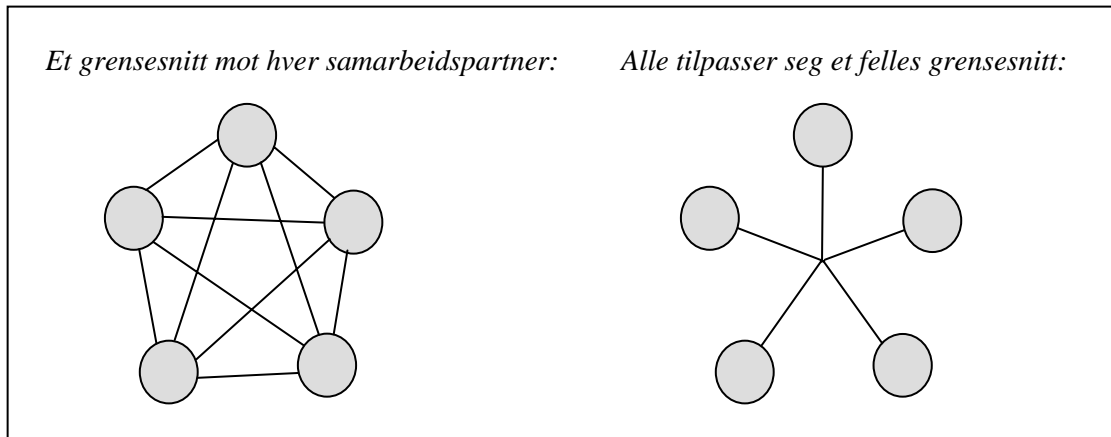 Et grensesnitt mot hver samarbeidspartner:
Alle tilpasser seg et felles grensesnitt: